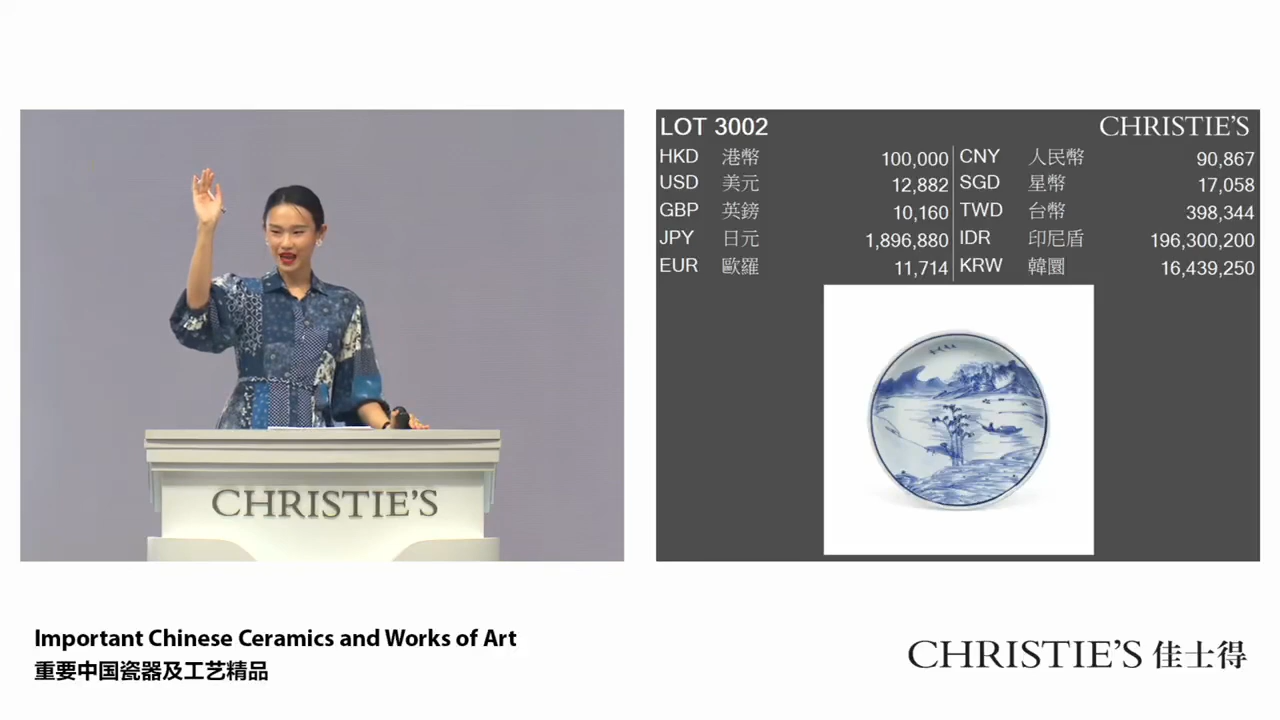 LOT 3002
CHRISTIE'S
HKD 港幣 100,000 CNY 人民幣 90,867
USD 美元 12,882 SGD 星幣 17,058
GBP 英鎊 10,160 TWD 台幣 398,344
JPY 日元 1,896,880 IDR 印尼盾 196,300,200
EUR 歐羅 11,714 KRW 韓圜 16,439,250
CHRISTIE'S
Important Chinese Ceramics and Works of Art
重要中国瓷器及工艺精品
CHRISTIE'S 佳士得